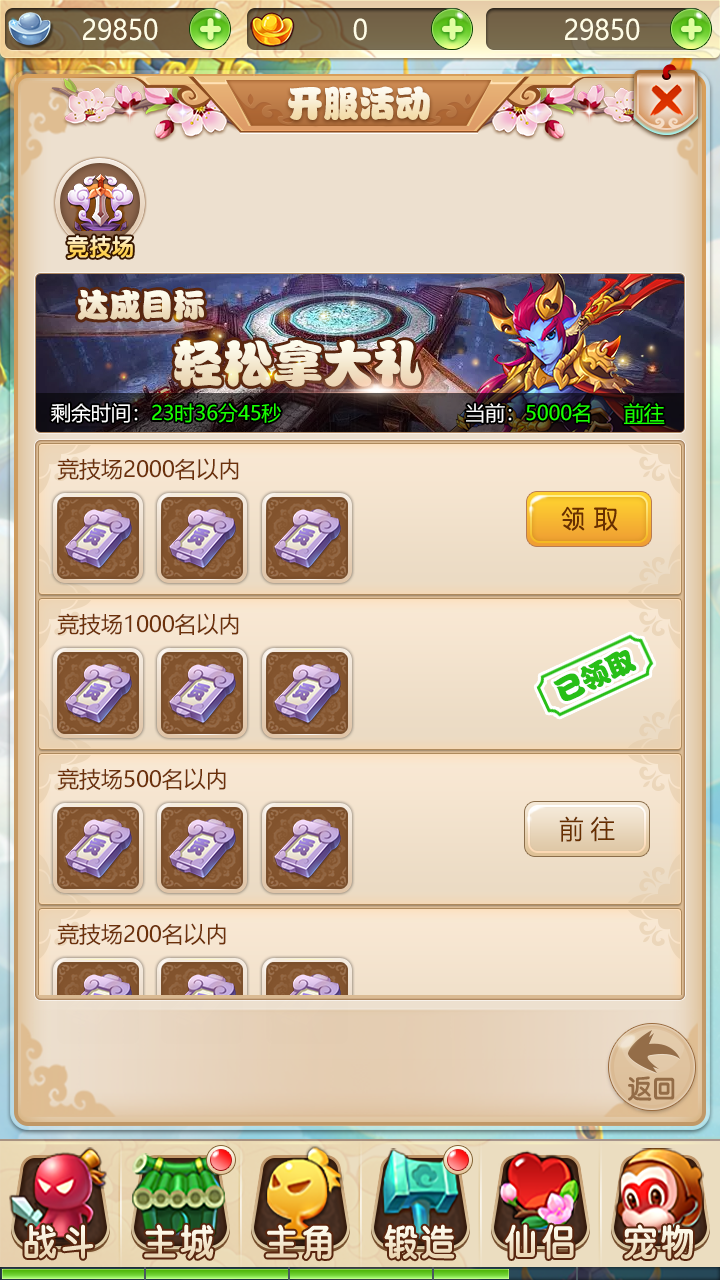 29850 0 29850
开服活动
竞技场
达成目标
轻松拿大礼
剩余时间：23时36分45秒 当前：5000名 前往
竞技场2000名以内
领取
竞技场1000名以内
已领取
竞技场500名以内
前往
竞技场200名以内
返回
战斗 主城 主角 锻造 仙侣 宠物